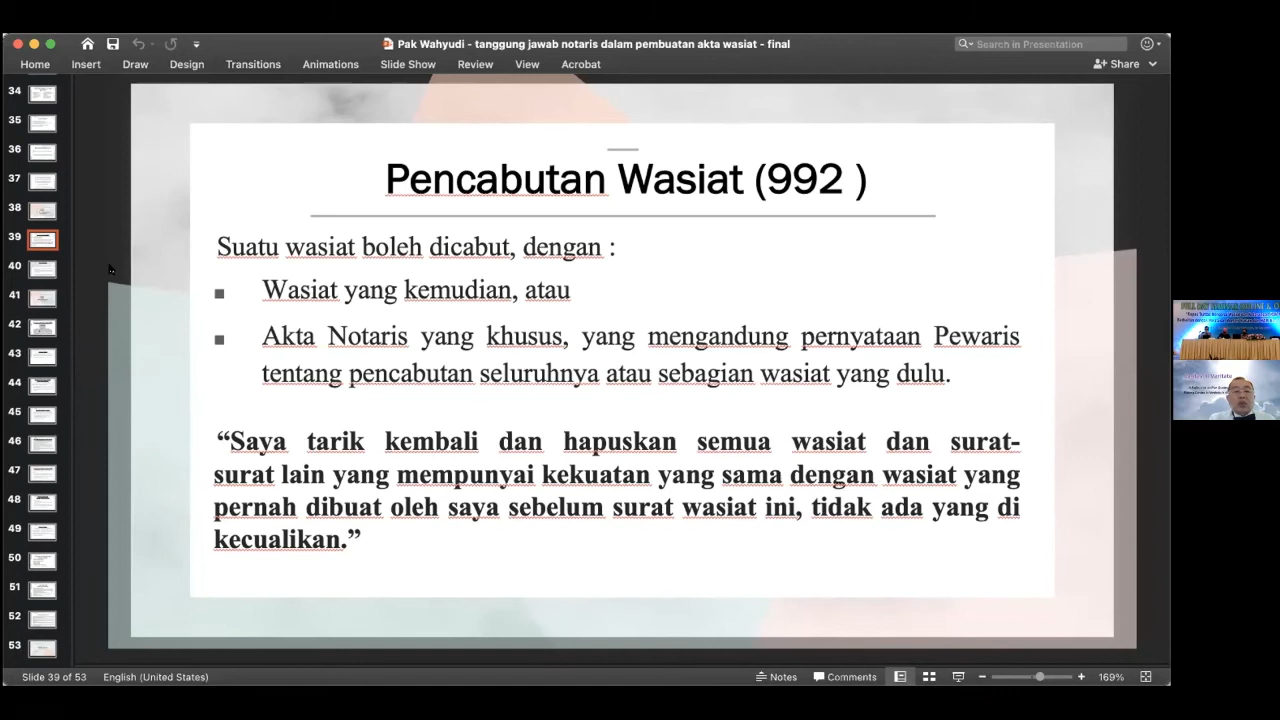 Pak Wahyudi - tanggung jawab notaris dalam pembuatan akta wasiat - final
Search in Presentation
Home Insert Draw Design Transitions Animations Slide Show Review View Acrobat
Share
34
35
36
37
38
39
40
41
42
43
44
45
46
47
48
49
50
51
52
53
Pencabutan Wasiat (992 )
Suatu wasiat boleh dicabut, dengan :
■ Wasiat yang kemudian, atau
■ Akta Notaris yang khusus, yang mengandung pernyataan Pewaris
tentang pencabutan seluruhnya atau sebagian wasiat yang dulu.
“Saya tarik kembali dan hapuskan semua wasiat dan surat-
surat lain yang mempunyai kekuatan yang sama dengan wasiat yang
pernah dibuat oleh saya sebelum surat wasiat ini, tidak ada yang di
kecualikan.”
Slide 39 of 53 English (United States)
Notes Comments 169%